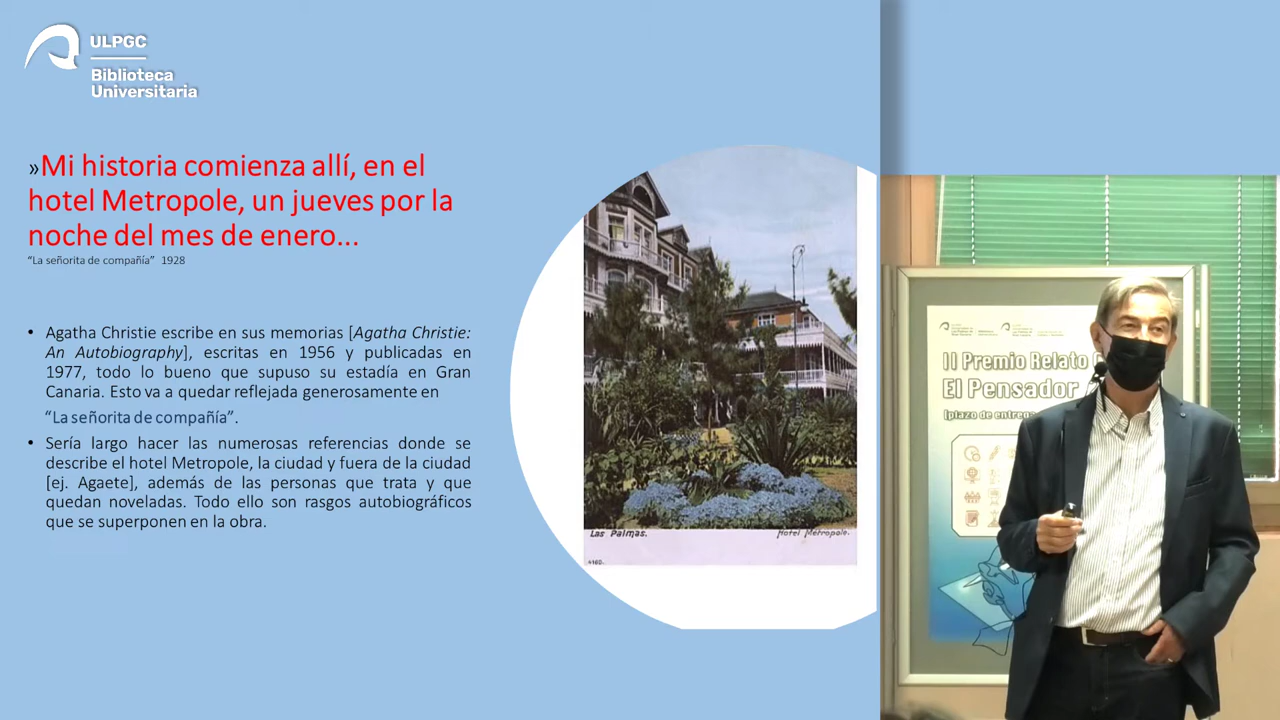 ULPGC
Biblioteca
Universitaria
»Mi historia comienza allí, en el
hotel Metropole, un jueves por la
noche del mes de enero...
“La señorita de compañía” 1928
• Agatha Christie escribe en sus memorias [Agatha Christie:
An Autobiography], escritas en 1956 y publicadas en
1977, todo lo bueno que supuso su estadía en Gran
Canaria. Esto va a quedar reflejada generosamente en
“La señorita de compañía”.
• Sería largo hacer las numerosas referencias donde se
describe el hotel Metropole, la ciudad y fuera de la ciudad
[ej. Agaete], además de las personas que trata y que
quedan noveladas. Todo ello son rasgos autobiográficos
que se superponen en la obra.
Las Palmas. Hotel Métropole.
II Premio Relato
El Pensador
(plazo de entrega